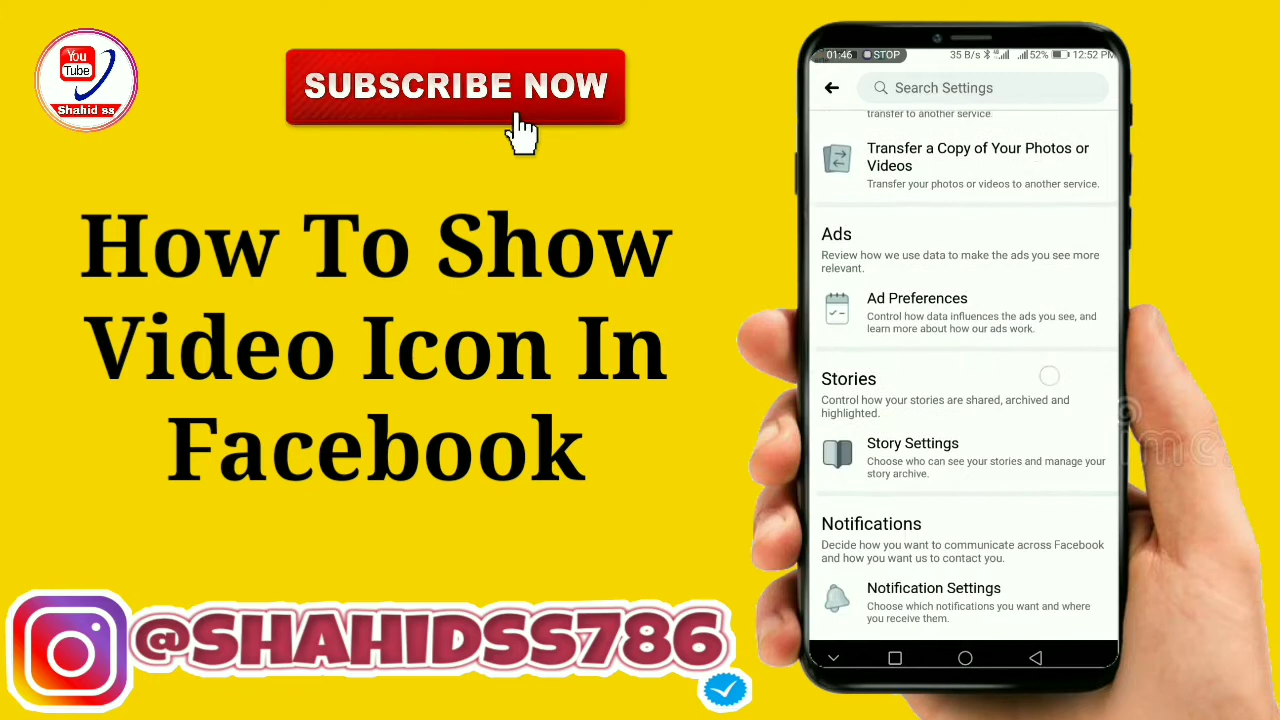 You
Tube
Shahid ss
SUBSCRIBE NOW
How To Show
Video Icon In
Facebook
@SHAHIDSS786
01:46 STOP 35 B/s 52% 12:52 PM
Search Settings
transfer to another service.
Transfer a Copy of Your Photos or
Videos
Transfer your photos or videos to another service.
Ads
Review how we use data to make the ads you see more
relevant.
Ad Preferences
Control how data influences the ads you see, and
learn more about how our ads work.
Stories
Control how your stories are shared, archived and
highlighted.
Story Settings
Choose who can see your stories and manage your
story archive.
Notifications
Decide how you want to communicate across Facebook
and how you want us to contact you.
Notification Settings
Choose which notifications you want and where
you receive them.